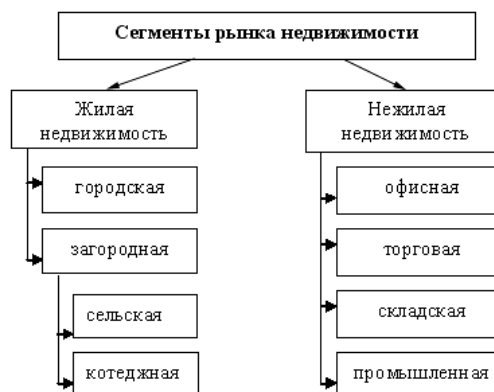 Сегменты рынка недвижимости
Жилая
недвижимость
городская
загородная
сельская
котеджная
Нежилая
недвижимость
офисная
торговая
складская
промышленная